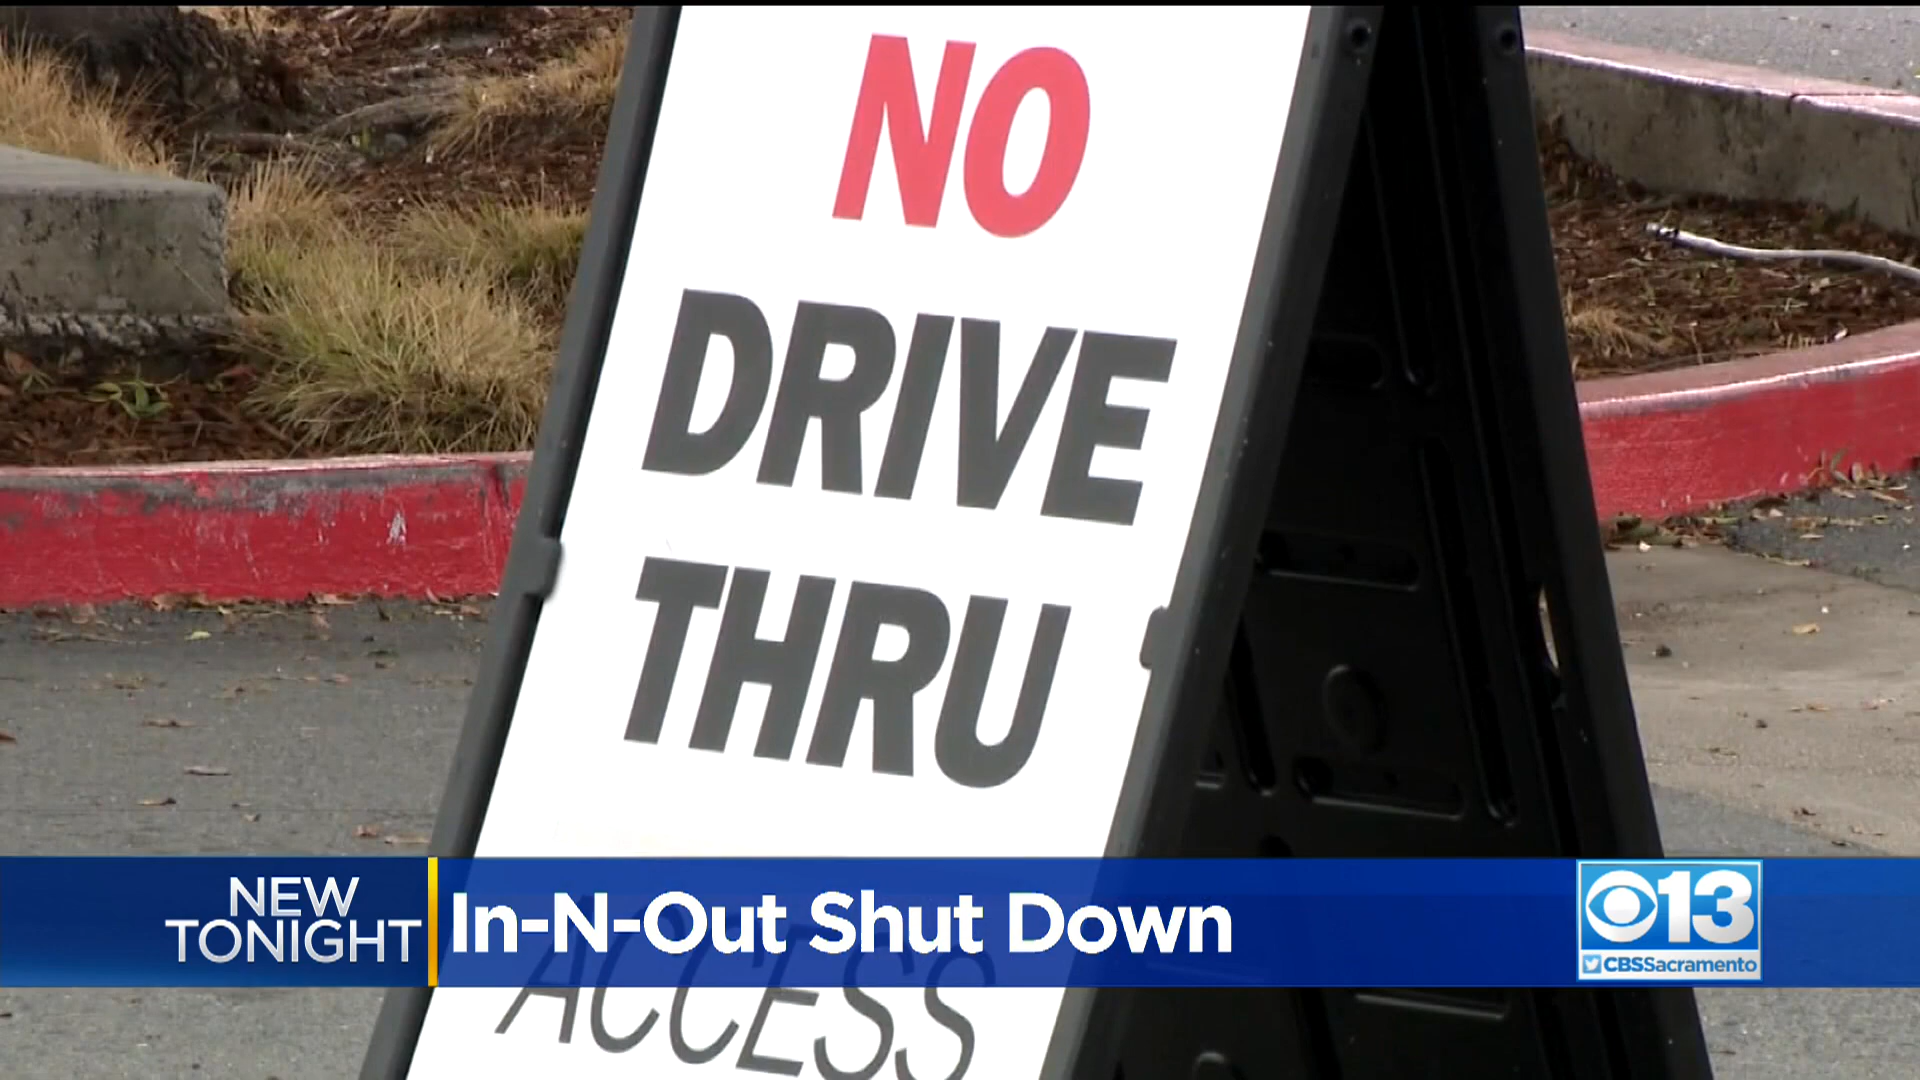 NO
DRIVE
THRU
ACCESS
NEW
TONIGHT
In-N-Out Shut Down
13
CBSSacramento